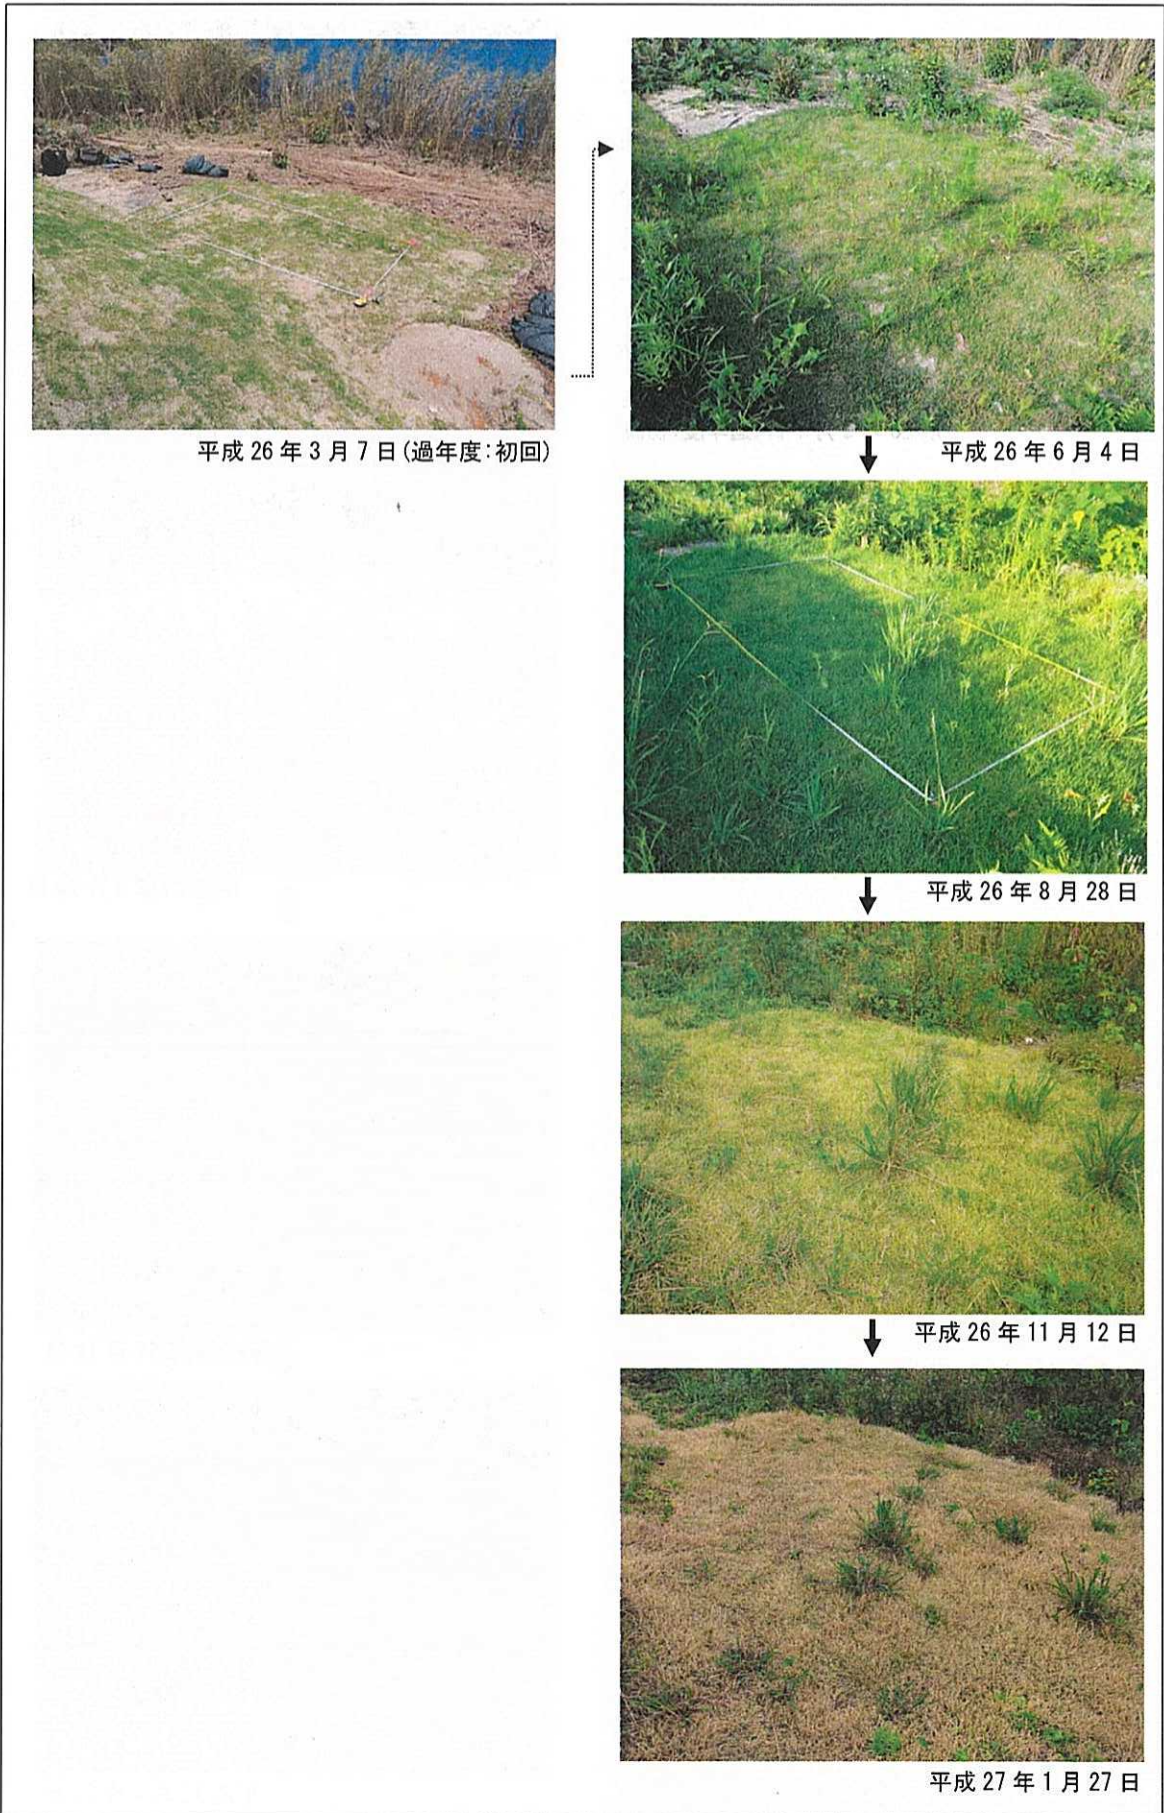 平成 26 年 3 月 7 日(過年度:初回)
平成 26 年 6 月 4 日
平成 26 年 8 月 28 日
平成 26 年 11 月 12 日
平成 27 年 1 月 27 日